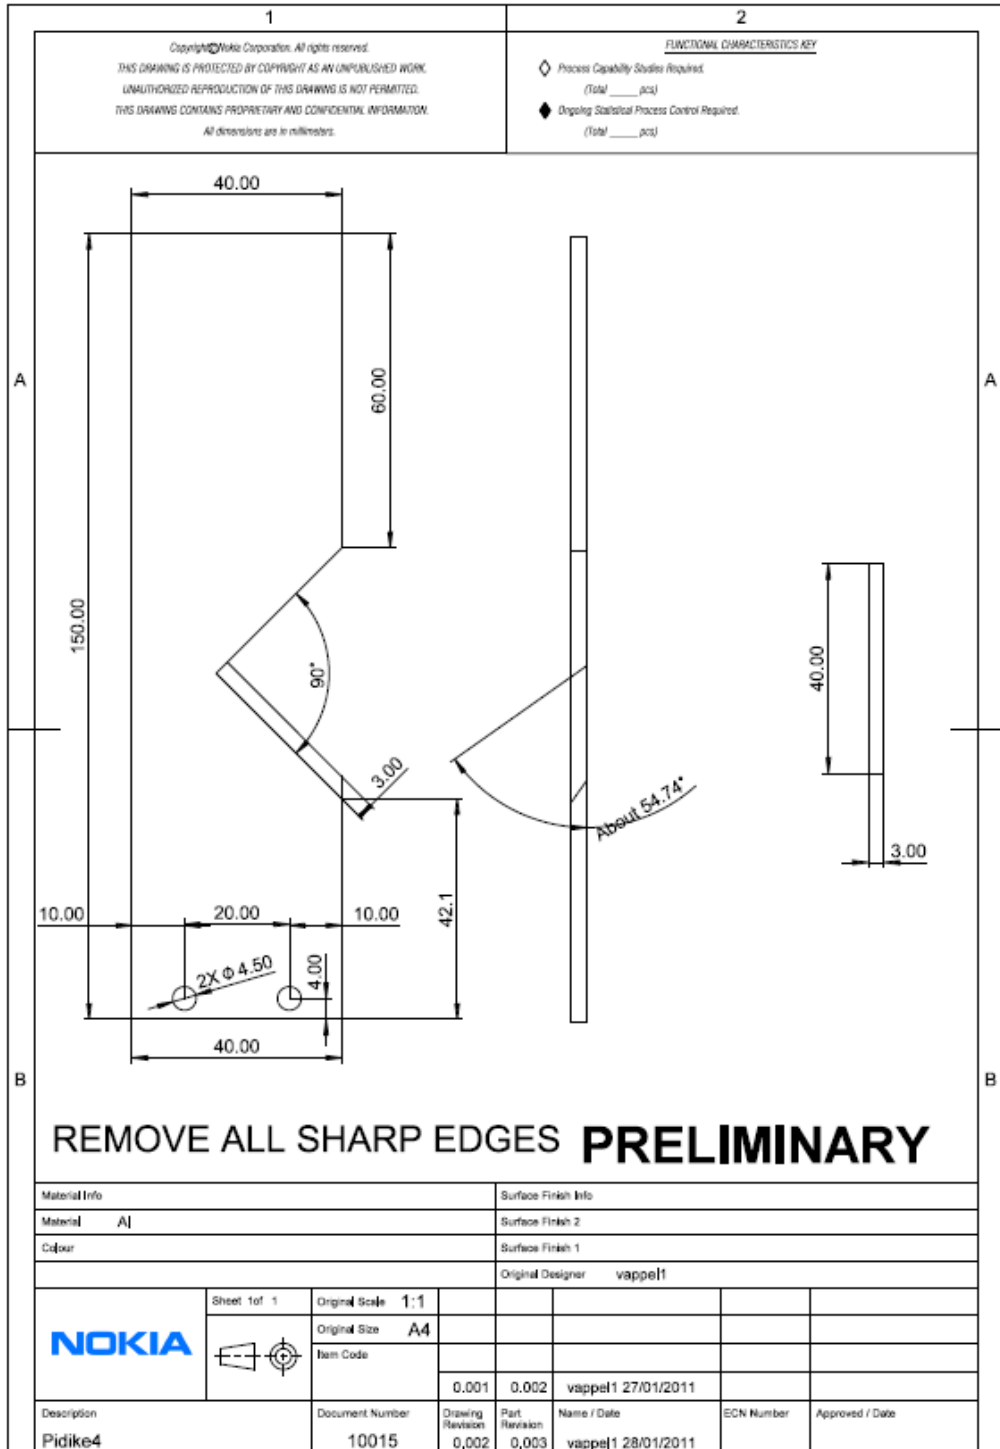 1
2
Copyright©Nokia Corporation. All rights reserved.
THIS DRAWING IS PROTECTED BY COPYRIGHT AS AN UNPUBLISHED WORK.
UNAUTHORIZED REPRODUCTION OF THIS DRAWING IS NOT PERMITTED.
THIS DRAWING CONTAINS PROPRIETARY AND CONFIDENTIAL INFORMATION.
All dimensions are in millimeters.
FUNCTIONAL CHARACTERISTICS KEY
Process Capability Studies Required.
(Total _____ pcs)
Ongoing Statistical Process Control Required.
(Total _____ pcs)
40.00
60.00
A
A
150.00
90°
40.00
3.00
About 54.74°
3.00
10.00
20.00
10.00
42.1
2X Φ 4.50
4.00
40.00
B
B
REMOVE ALL SHARP EDGES PRELIMINARY
Material Info
Surface Finish Info
Material Al
Surface Finish 2
Colour
Surface Finish 1
Original Designer vappel1
NOKIA
Sheet 1of 1
Original Scale 1:1
Original Size A4
Item Code
0.001 0.002 vappel1 27/01/2011
Description
Document Number
Drawing Revision
Part Revision
Name / Date
ECN Number
Approved / Date
Pidike4
10015
0.002 0.003 vappel1 28/01/2011